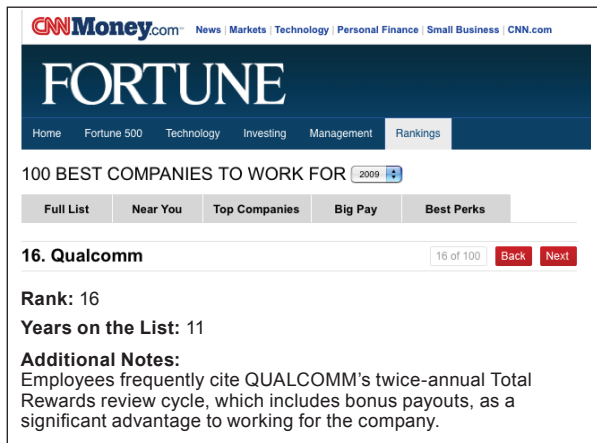 CNNMoney.com News | Markets | Technology | Personal Finance | Small Business | CNN.com
FORTUNE
Home Fortune 500 Technology Investing Management Rankings
100 BEST COMPANIES TO WORK FOR 2009
Full List Near You Top Companies Big Pay Best Perks
16. Qualcomm 16 of 100 Back Next
Rank: 16
Years on the List: 11
Additional Notes:
Employees frequently cite QUALCOMM's twice-annual Total
Rewards review cycle, which includes bonus payouts, as a
significant advantage to working for the company.